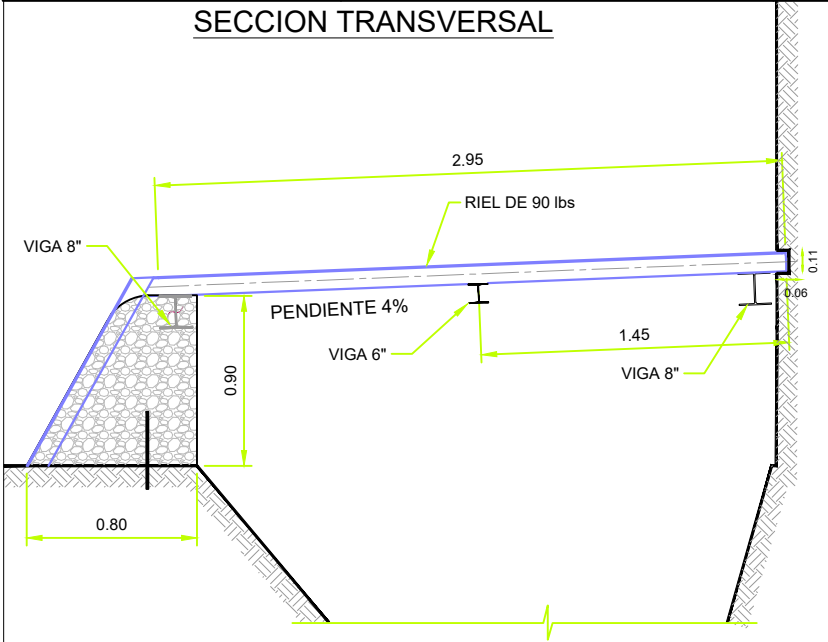 SECCION TRANSVERSAL
2.95
RIEL DE 90 lbs
VIGA 8"
0.11
0.06
PENDIENTE 4%
1.45
VIGA 6"
VIGA 8"
0.90
0.80